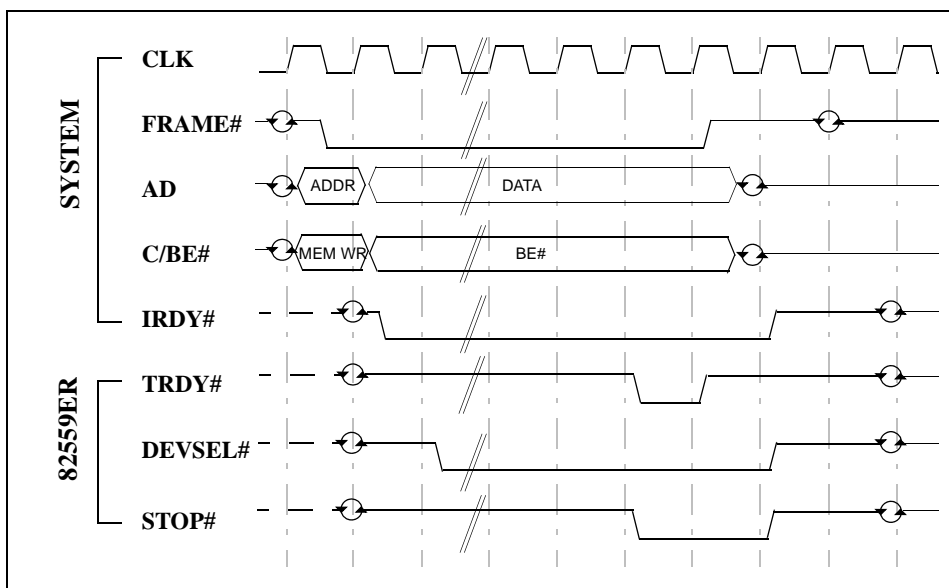 SYSTEM
CLK
FRAME#
AD
ADDR DATA
C/BE#
MEM WR BE#
IRDY#
82559ER
TRDY#
DEVSEL#
STOP#